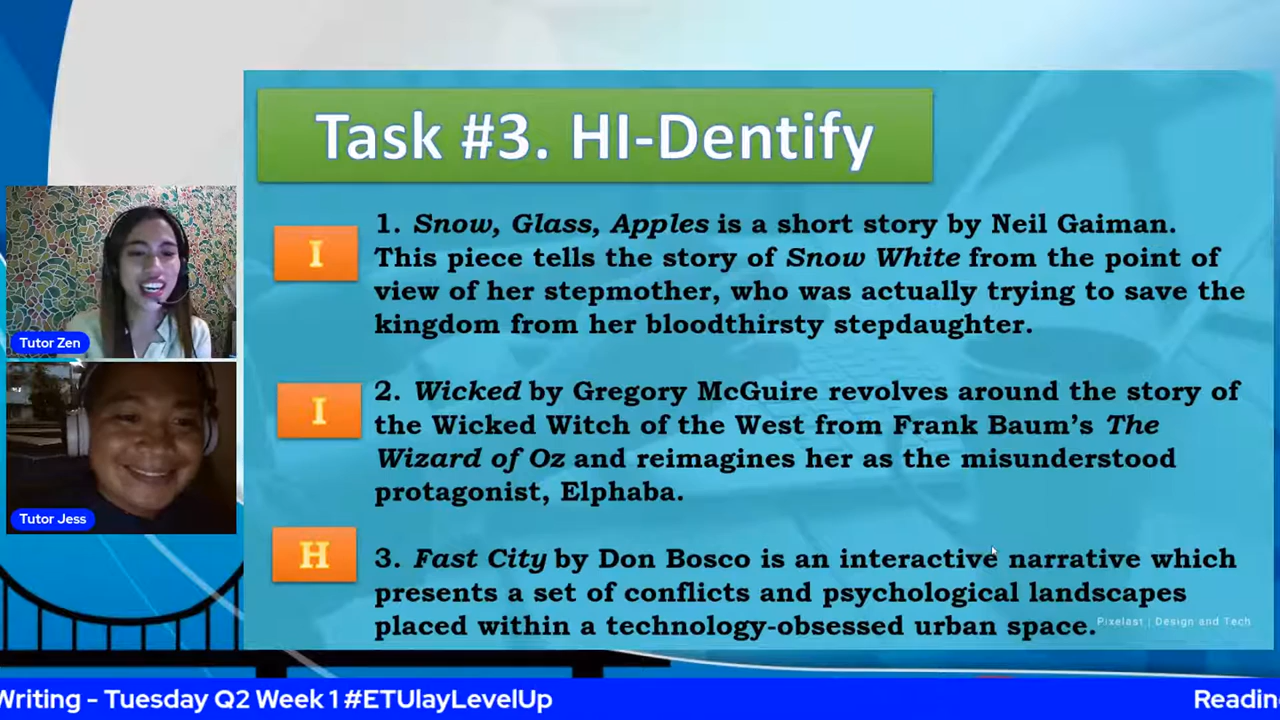 Task #3. HI-Dentify
I
1. Snow, Glass, Apples is a short story by Neil Gaiman.
This piece tells the story of Snow White from the point of
view of her stepmother, who was actually trying to save the
kingdom from her bloodthirsty stepdaughter.
I
2. Wicked by Gregory McGuire revolves around the story of
the Wicked Witch of the West from Frank Baum's The
Wizard of Oz and reimagines her as the misunderstood
protagonist, Elphaba.
H
3. Fast City by Don Bosco is an interactive narrative which
presents a set of conflicts and psychological landscapes
placed within a technology-obsessed urban space.
Pixelast | Design and Tech
Tutor Zen
Tutor Jess
Writing - Tuesday Q2 Week 1 #ETUlayLevelUp
Reading